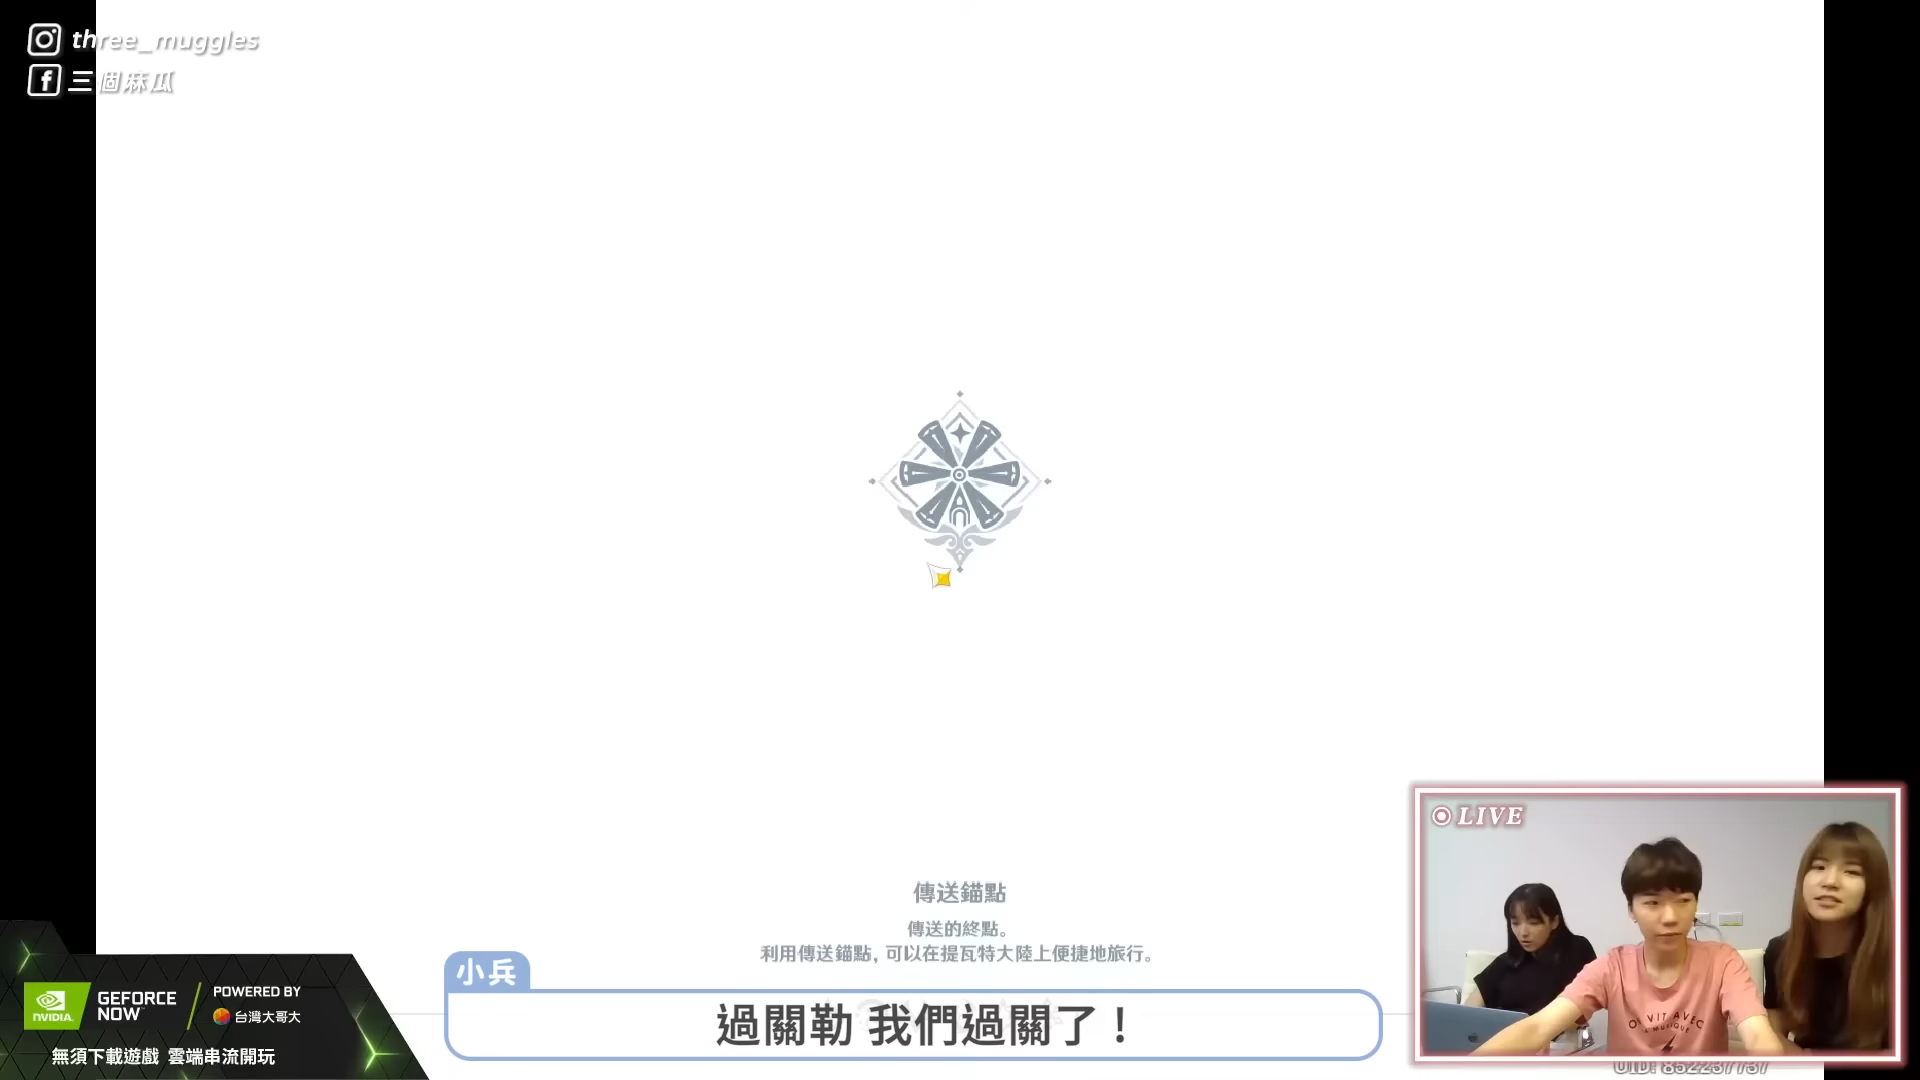 three_muggles
三個麻瓜
傳送錨點
傳送的終點。
利用傳送錨點, 可以在提瓦特大陸上便捷地旅行。
小兵
過關勒 我們過關了！
NVIDIA.
GEFORCE
NOW
POWERED BY
台灣大哥大
無須下載遊戲 雲端串流開玩
LIVE
UID: 852237737